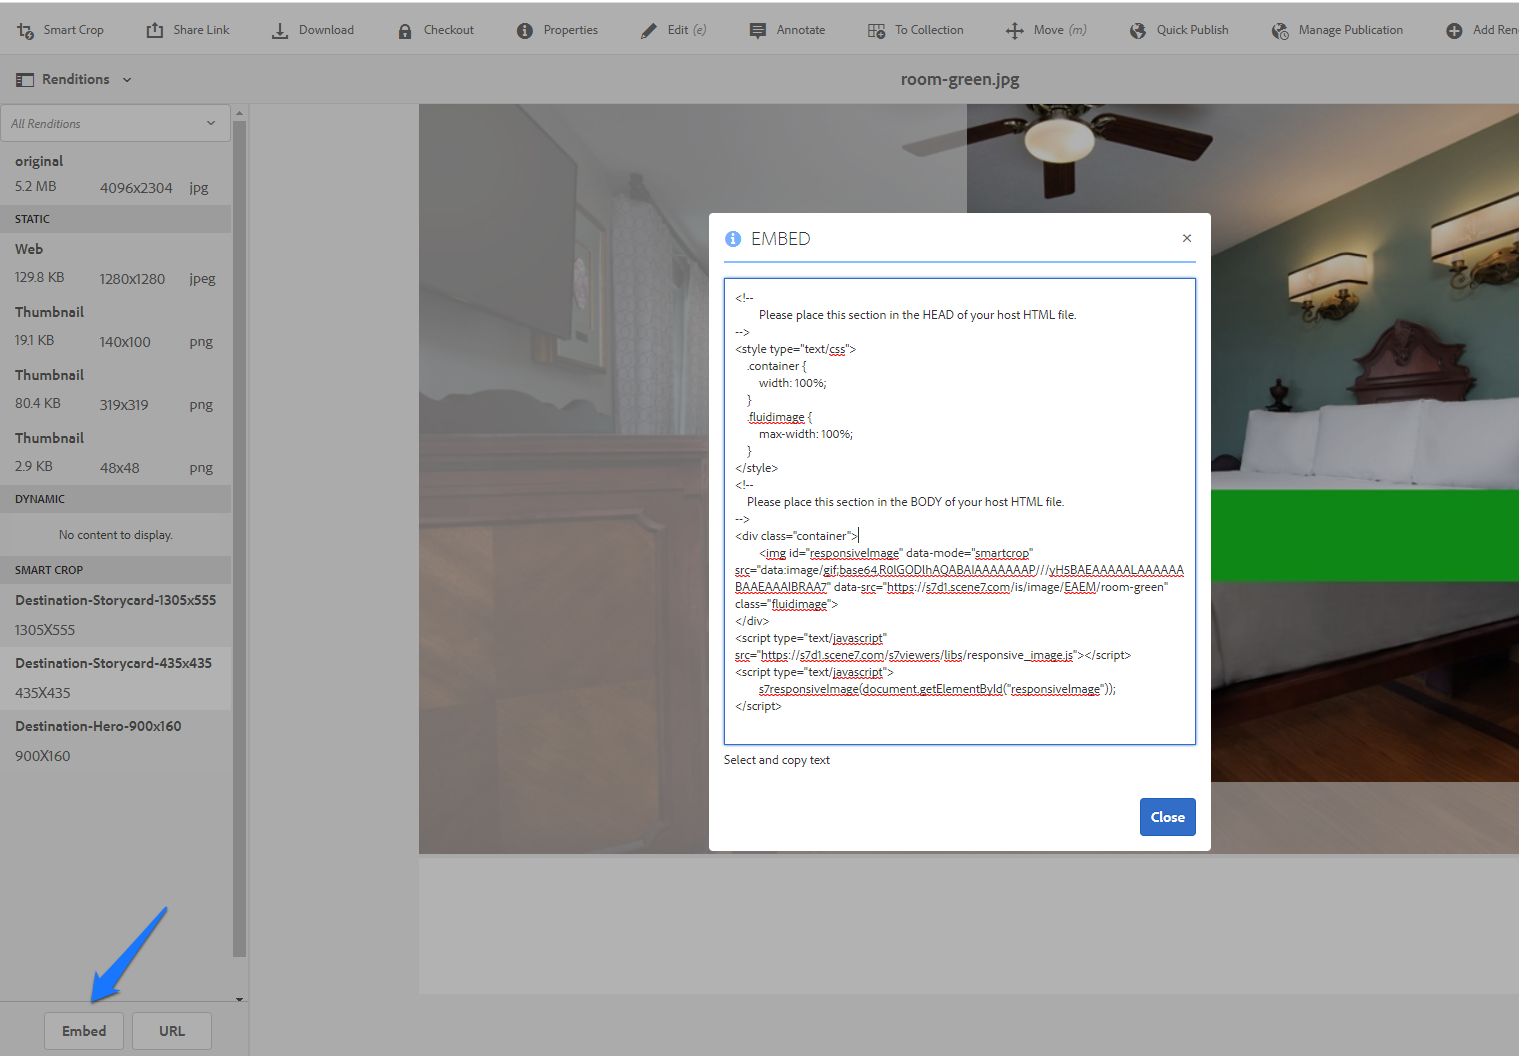 Smart Crop Share Link Download Checkout Properties Edit (e) Annotate To Collection Move (m) Quick Publish Manage Publication Add Ren
Renditions room-green.jpg
All Renditions
original
5.2 MB 4096x2304 jpg
STATIC
Web
129.8 KB 1280x1280 jpeg
Thumbnail
19.1 KB 140x100 png
Thumbnail
80.4 KB 319x319 png
Thumbnail
2.9 KB 48x48 png
DYNAMIC
No content to display.
SMART CROP
Destination-Storycard-1305x555
1305X555
Destination-Storycard-435x435
435X435
Destination-Hero-900x160
900X160
Embed URL
EMBED ×
<!--
Please place this section in the HEAD of your host HTML file.
-->
<style type="text/css">
.container {
width: 100%;
}
.fluidimage {
max-width: 100%;
}
</style>
<!--
Please place this section in the BODY of your host HTML file.
-->
<div class="container">
<img id="responsiveImage" data-mode="smartcrop"
src="data:image/gif;base64,R0lGODlhAQABAIAAAAAAAP///yH5BAEAAAAALAAAAAA
BAAEAAAIBRAA7" data-src="https://s7d1.scene7.com/is/image/EAEM/room-green"
class="fluidimage">
</div>
<script type="text/javascript"
src="https://s7d1.scene7.com/s7viewers/libs/responsive_image.js"></script>
<script type="text/javascript">
s7responsiveImage(document.getElementById("responsiveImage"));
</script>
Select and copy text
Close